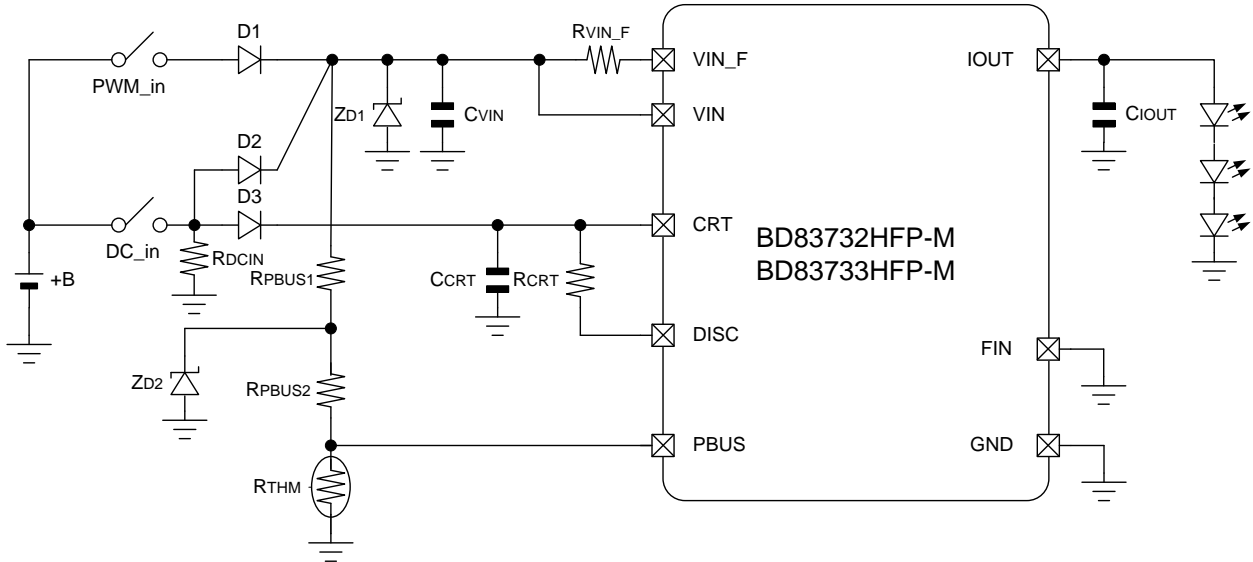 D1
RVIN_F
VIN_F
IOUT
PWM_in
ZD1
CVIN
VIN
CIOUT
D2
D3
CRT
DC_in
RDCIN
BD83732HFP-M
BD83733HFP-M
+B
RPBUS1
CCRT
RCRT
DISC
FIN
ZD2
RPBUS2
PBUS
GND
RTHM